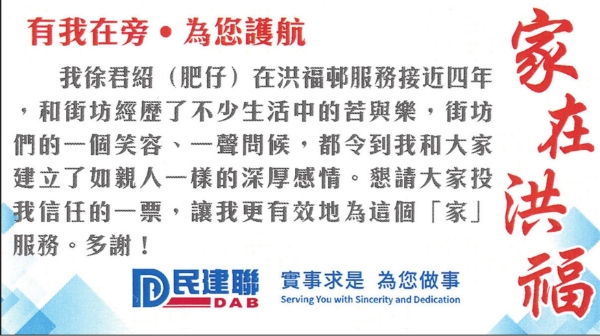 有我在旁•為您護航
我徐君紹（肥仔）在洪福邨服務接近四年
，和街坊經歷了不少生活中的苦與樂，街坊
們的一個笑容、一聲問候，都令到我和大家
建立了如親人一樣的深厚感情。懇請大家投
我信任的一票，讓我更有效地為這個「家」
服務。多謝！
家在洪福
民建聯
DAB
實事求是 為您做事
Serving You with Sincerity and Dedication